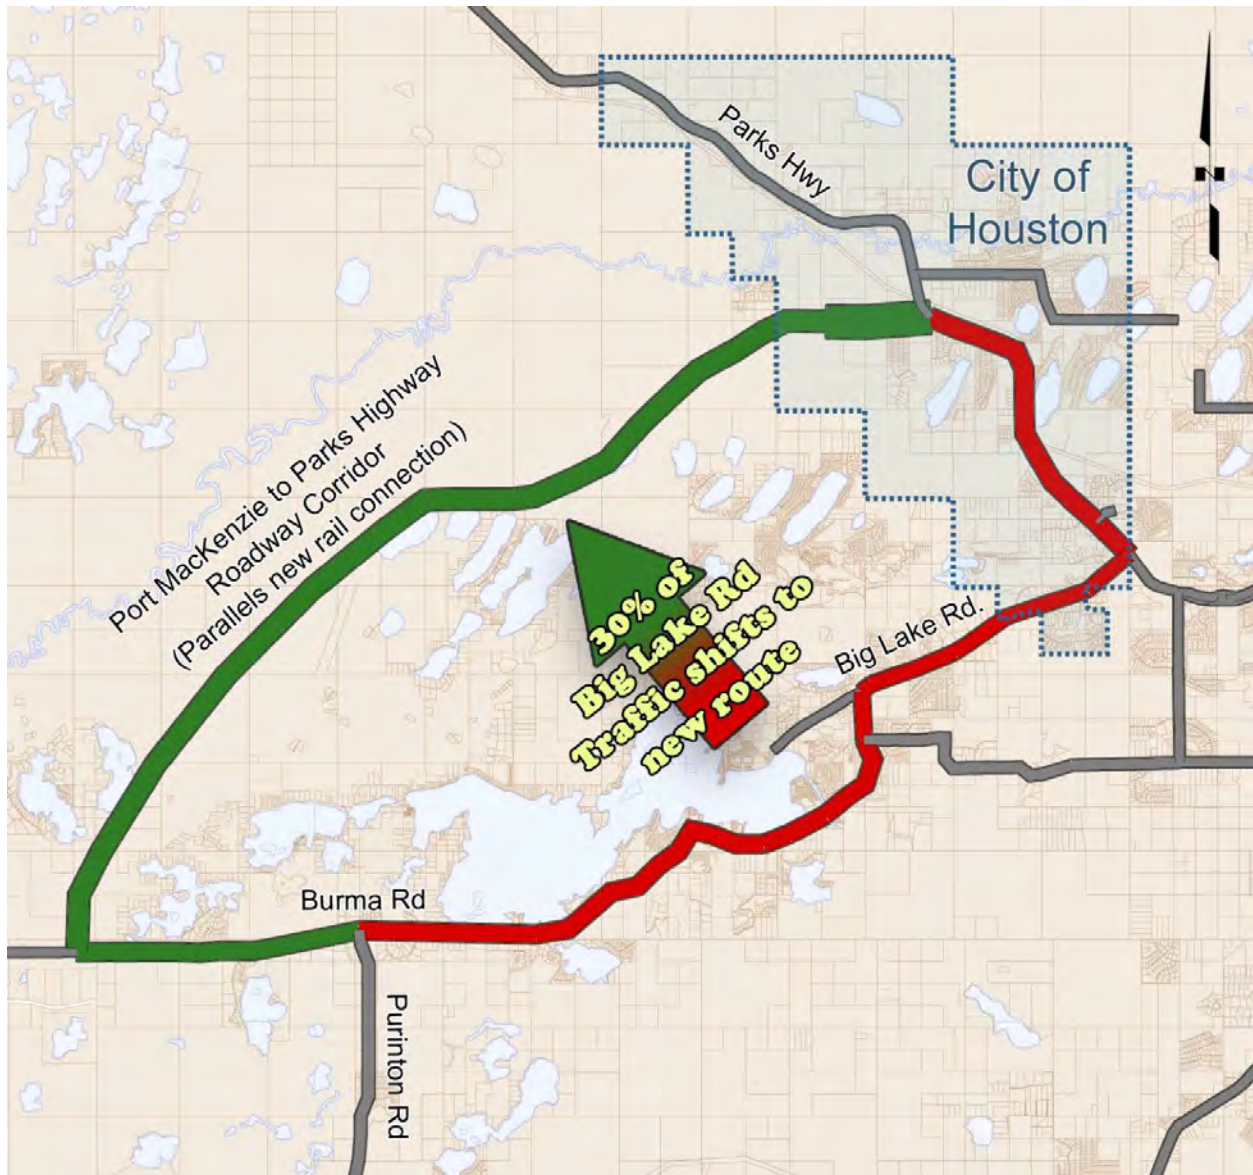 Parks Hwy
City of
Houston
N
Port MacKenzie to Parks Highway
Roadway Corridor
(Parallels new rail connection)
30% of
Big Lake Rd
Traffic shifts to
new route
Big Lake Rd.
Burma Rd
Purinton Rd